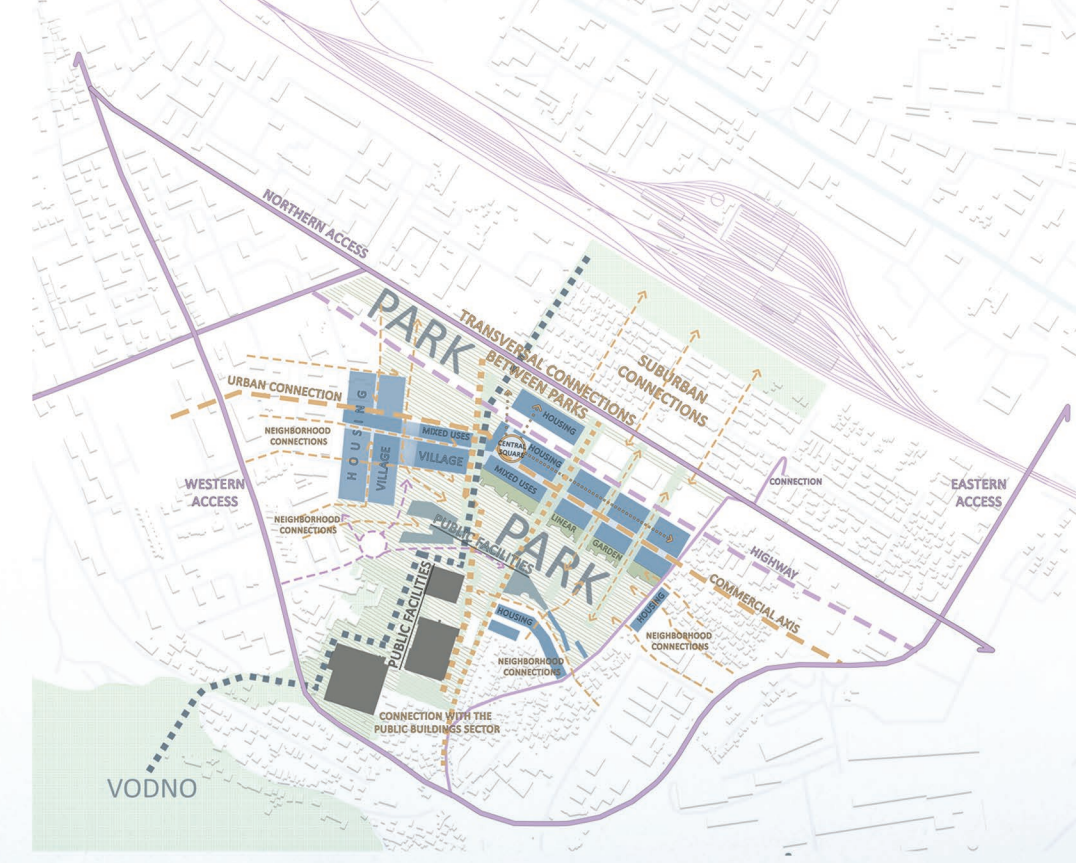 NORTHERN ACCESS
PARK
TRANSVERSAL CONNECTIONS
BETWEEN PARKS
SUBURBAN
CONNECTIONS
URBAN CONNECTION
HOUSING
NEIGHBORHOOD
CONNECTIONS
MIXED USES
VILLAGE
VILLAGE
HOUSING
CENTRAL
SQUARE
HOUSING
MIXED USES
WESTERN
ACCESS
CONNECTION
EASTERN
ACCESS
NEIGHBORHOOD
CONNECTIONS
PUBLIC FACILITIES
PARK
LINEAR
GARDEN
HIGHWAY
COMMERCIAL AXIS
PUBLIC FACILITIES
HOUSING
HOUSING
NEIGHBORHOOD
CONNECTIONS
NEIGHBORHOOD
CONNECTIONS
CONNECTION WITH THE
PUBLIC BUILDINGS SECTOR
VODNO